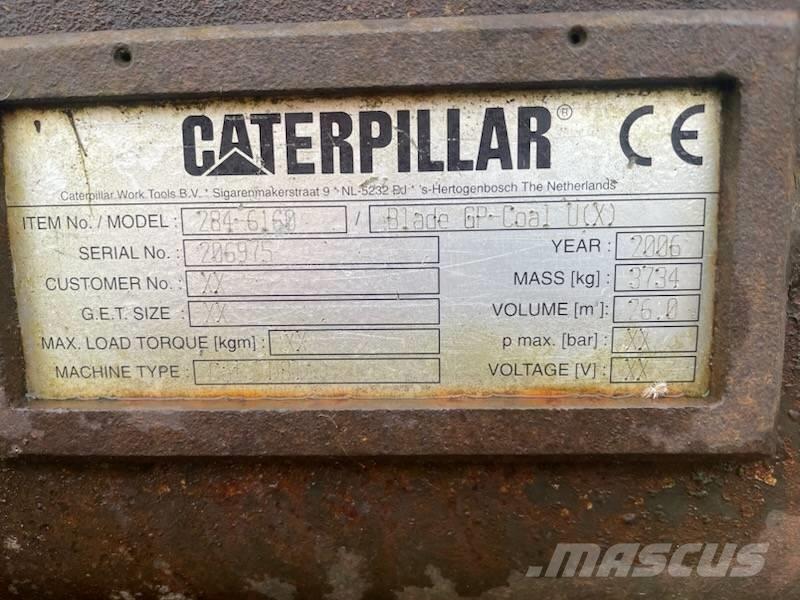 CATERPILLAR® CE
Caterpillar Work Tools B.V. * Sigarenmakerstraat 9 * NL-5232 BJ * 's-Hertogenbosch The Netherlands
ITEM No. / MODEL : 284-6160 / Blade GP-Coal U(X)
SERIAL No. : 206975 YEAR : 2006
CUSTOMER No. : XX MASS [kg] : 3734
G.E.T. SIZE : XX VOLUME [m³] : 26.0
MAX. LOAD TORQUE [kgm] : XX p max. [bar] : XX
MACHINE TYPE : VOLTAGE [V] : XX
MASCUS